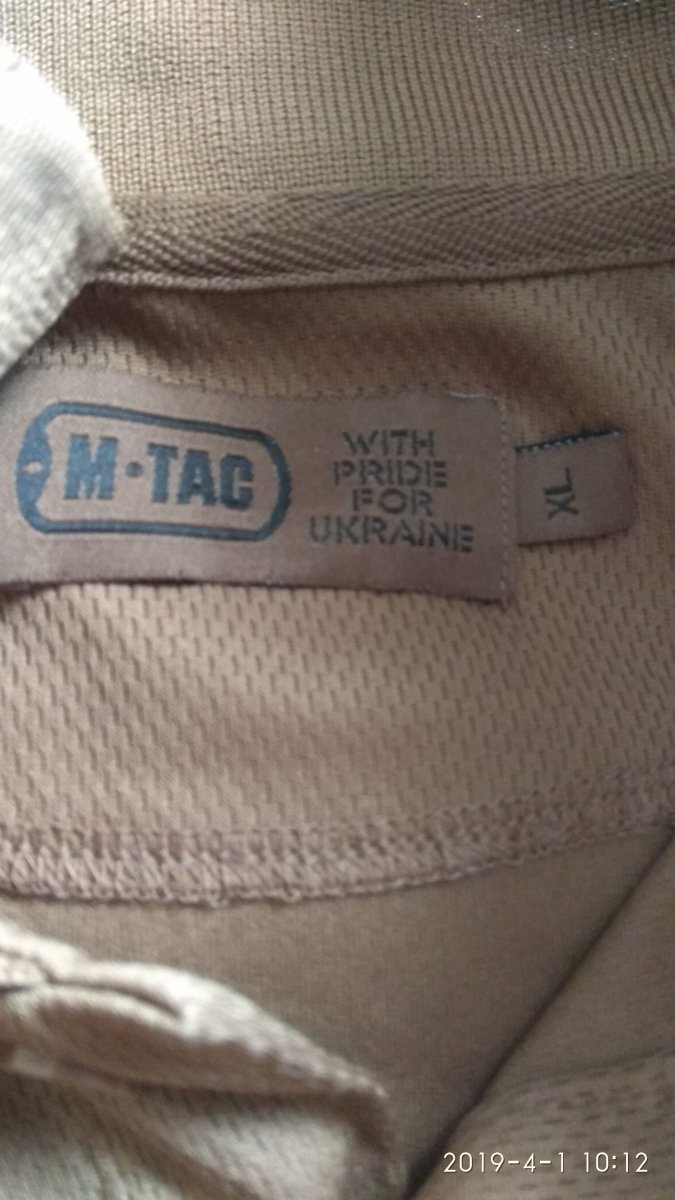 M·TAC
WITH
PRIDE
FOR
UKRAINE
XL
2019-4-1 10:12